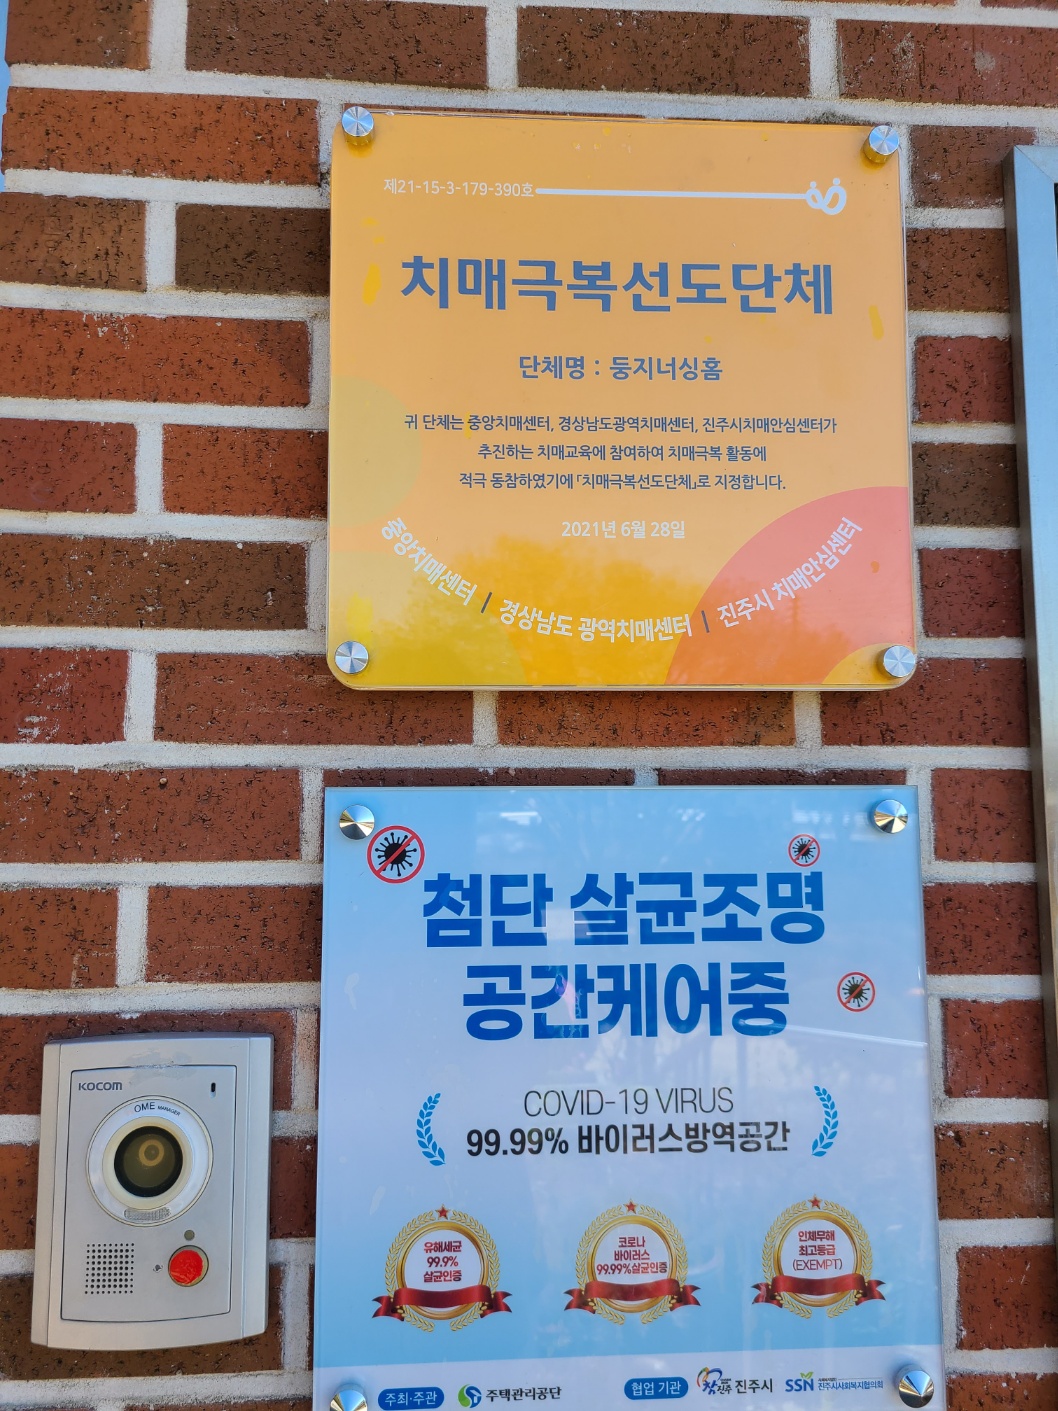 제21-15-3-179-390호
치매극복선도단체
단체명 : 둥지너싱홈
귀 단체는 중앙치매센터, 경상남도광역치매센터, 진주시치매안심센터가
추진하는 치매교육에 참여하여 치매극복 활동에
적극 동참하였기에 「치매극복선도단체」로 지정합니다.
2021년 6월 28일
중앙치매센터 | 경상남도 광역치매센터 | 진주시 치매안심센터
첨단 살균조명
공간케어중
COVID-19 VIRUS
99.99% 바이러스방역공간
유해세균
99.9%
살균인증
코로나
바이러스
99.99%살균인증
인체무해
최고등급
(EXEMPT)
주최·주관 주택관리공단 협업 기관 진주시 SSN 진주시사회복지협의회
KOCOM
OME MANAGER